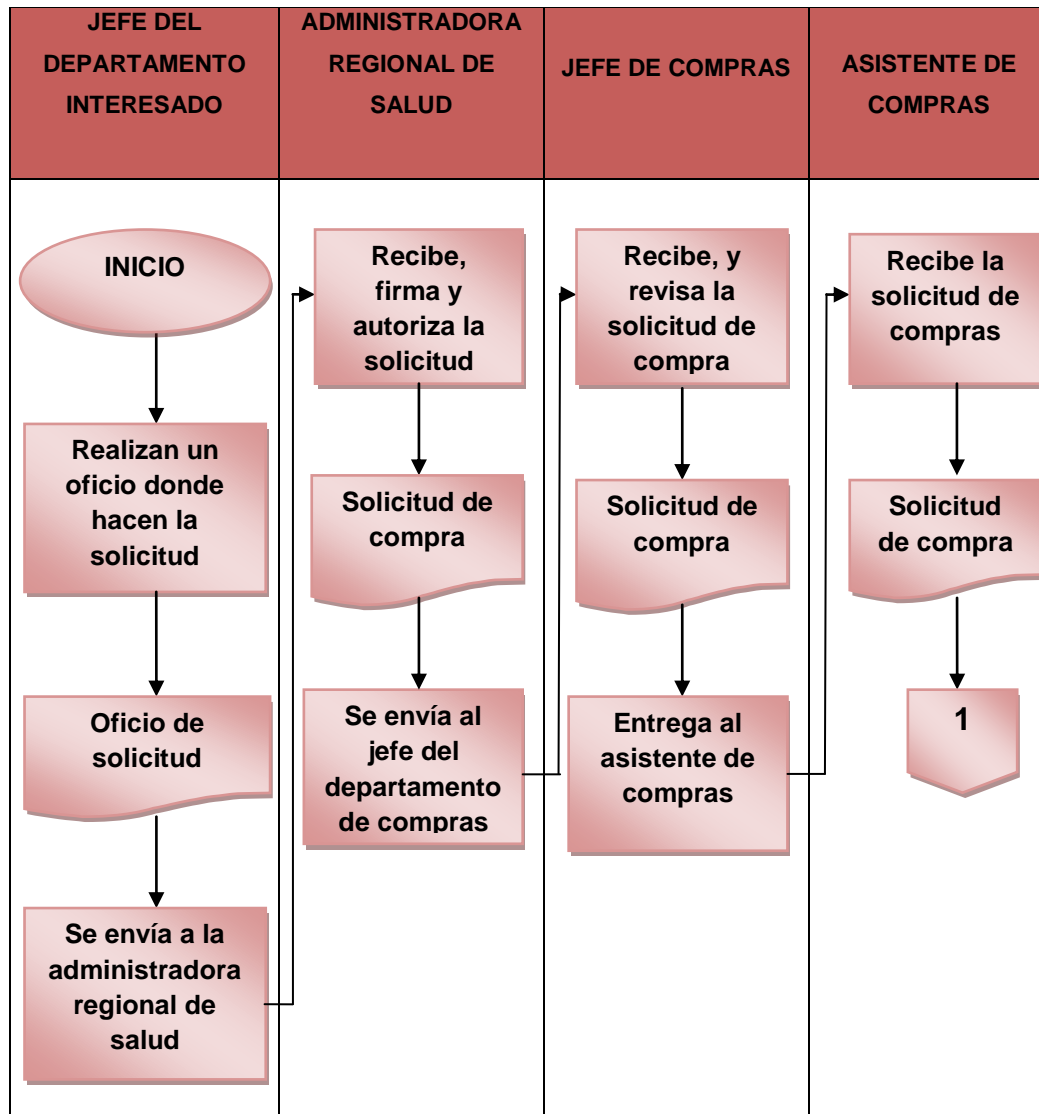 JEFE DEL
DEPARTAMENTO
INTERESADO
ADMINISTRADORA
REGIONAL DE
SALUD
JEFE DE COMPRAS
ASISTENTE DE
COMPRAS
INICIO
Realizan un
oficio donde
hacen la
solicitud
Oficio de
solicitud
Se envía a la
administradora
regional de
salud
Recibe,
firma y
autoriza la
solicitud
Solicitud de
compra
Se envía al
jefe del
departamento
de compras
Recibe, y
revisa la
solicitud de
compra
Solicitud de
compra
Entrega al
asistente de
compras
Recibe la
solicitud de
compras
Solicitud
de compra
1